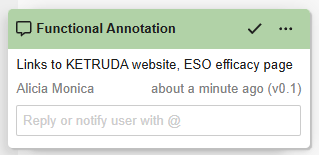 Functional Annotation
Links to KETRUDA website, ESO efficacy page
Alicia Monica about a minute ago (v0.1)
Reply or notify user with @